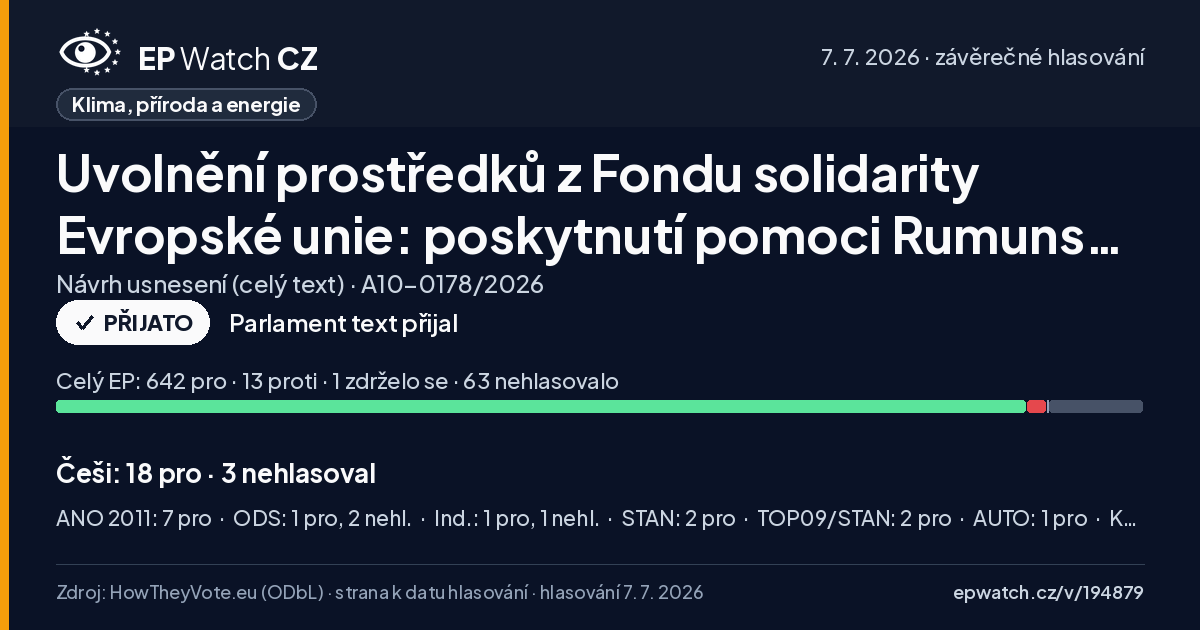 EP Watch CZ
7. 7. 2026 · závěrečné hlasování
Klima, příroda a energie
Uvolnění prostředků z Fondu solidarity
Evropské unie: poskytnutí pomoci Rumuns…
Návrh usnesení (celý text) · A10–0178/2026
✓ PŘIJATO
Parlament text přijal
Celý EP: 642 pro · 13 proti · 1 zdrželo se · 63 nehlasovalo
Češi: 18 pro · 3 nehlasoval
ANO 2011: 7 pro · ODS: 1 pro, 2 nehl. · Ind.: 1 pro, 1 nehl. · STAN: 2 pro · TOP09/STAN: 2 pro · AUTO: 1 pro · K…
Zdroj: HowTheyVote.eu (ODbL) · strana k datu hlasování · hlasování 7. 7. 2026
epwatch.cz/v/194879